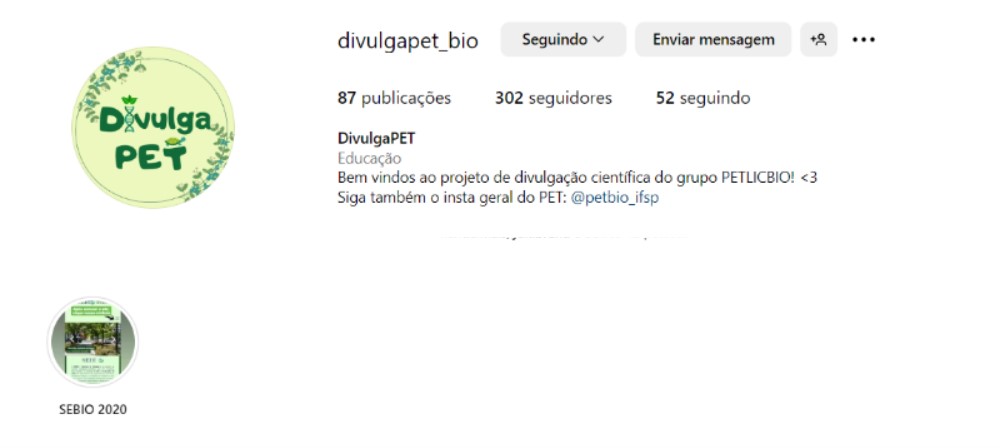 divulgapet_bio Seguindo Enviar mensagem
87 publicações 302 seguidores 52 seguindo
Divulga
PET
DivulgaPET
Educação
Bem vindos ao projeto de divulgação científica do grupo PETLICBIO! <3
Siga também o insta geral do PET: @petbio_ifsp
SEBIO 2020